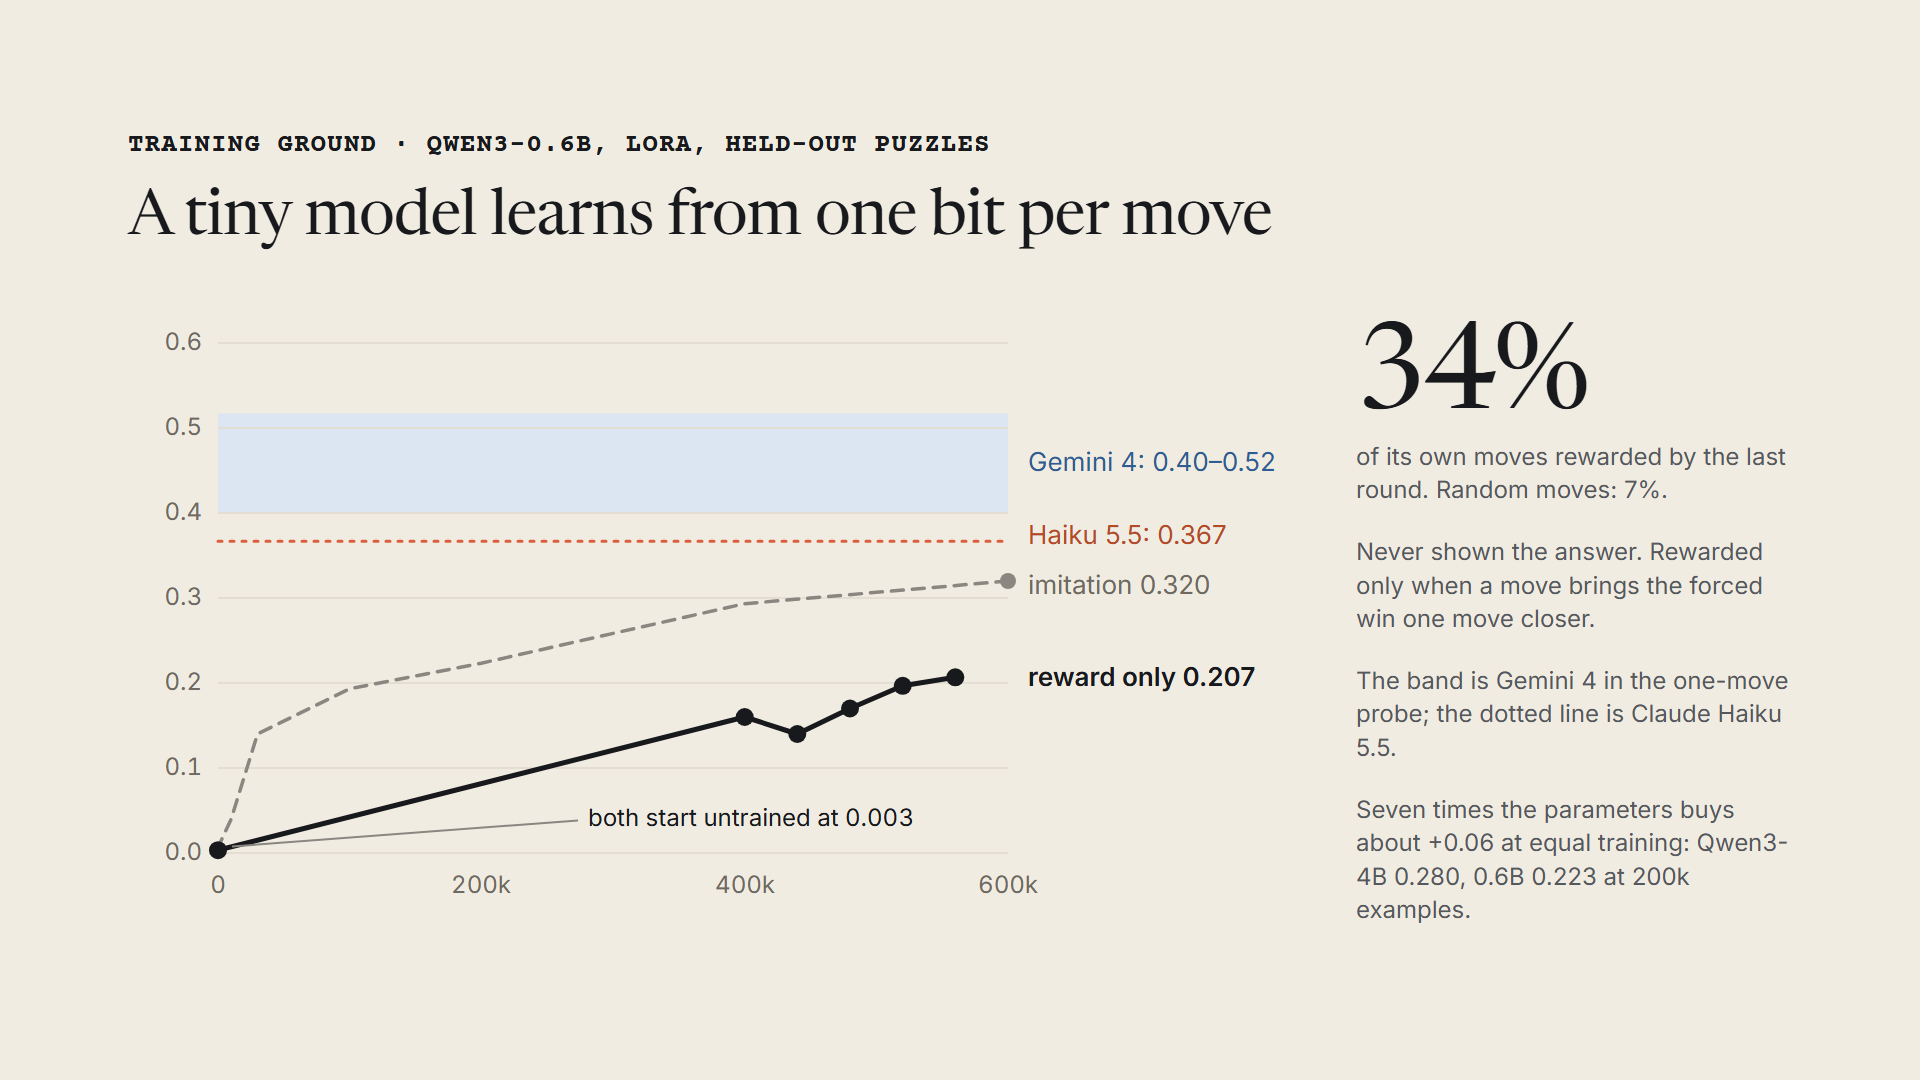 TRAINING GROUND · QWEN3-0.6B, LORA, HELD-OUT PUZZLES
A tiny model learns from one bit per move
0.6
0.5
0.4
0.3
0.2
0.1
0.0
0
200k
400k
600k
Gemini 4: 0.40–0.52
Haiku 5.5: 0.367
imitation 0.320
reward only 0.207
both start untrained at 0.003
34%
of its own moves rewarded by the last
round. Random moves: 7%.
Never shown the answer. Rewarded
only when a move brings the forced
win one move closer.
The band is Gemini 4 in the one-move
probe; the dotted line is Claude Haiku
5.5.
Seven times the parameters buys
about +0.06 at equal training: Qwen3-
4B 0.280, 0.6B 0.223 at 200k
examples.